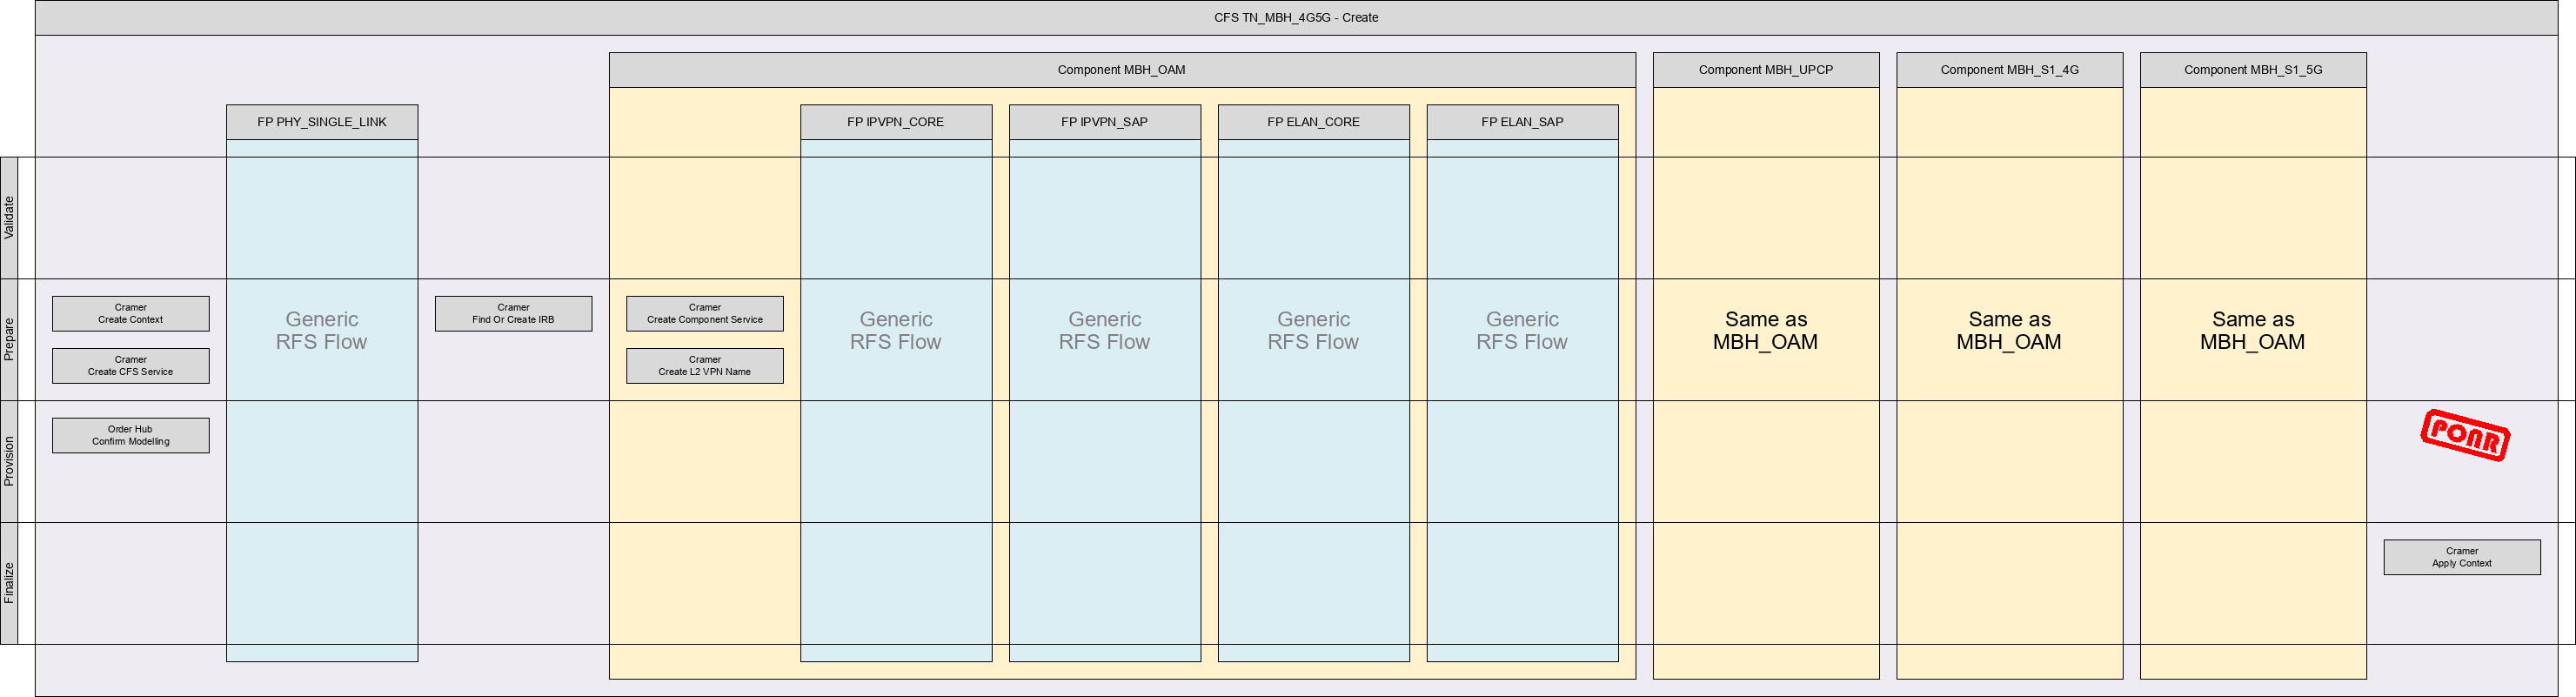 CFS TN_MBH_4G5G - Create
Component MBH_OAM
Component MBH_UPCP
Component MBH_S1_4G
Component MBH_S1_5G
FP PHY_SINGLE_LINK
FP IPVPN_CORE
FP IPVPN_SAP
FP ELAN_CORE
FP ELAN_SAP
Validate
Prepare
Cramer
Create Context
Cramer
Create CFS Service
Generic
RFS Flow
Cramer
Find Or Create IRB
Cramer
Create Component Service
Cramer
Create L2 VPN Name
Generic
RFS Flow
Generic
RFS Flow
Generic
RFS Flow
Generic
RFS Flow
Same as
MBH_OAM
Same as
MBH_OAM
Same as
MBH_OAM
Provision
Order Hub
Confirm Modelling
PONR
Finalize
Cramer
Apply Context